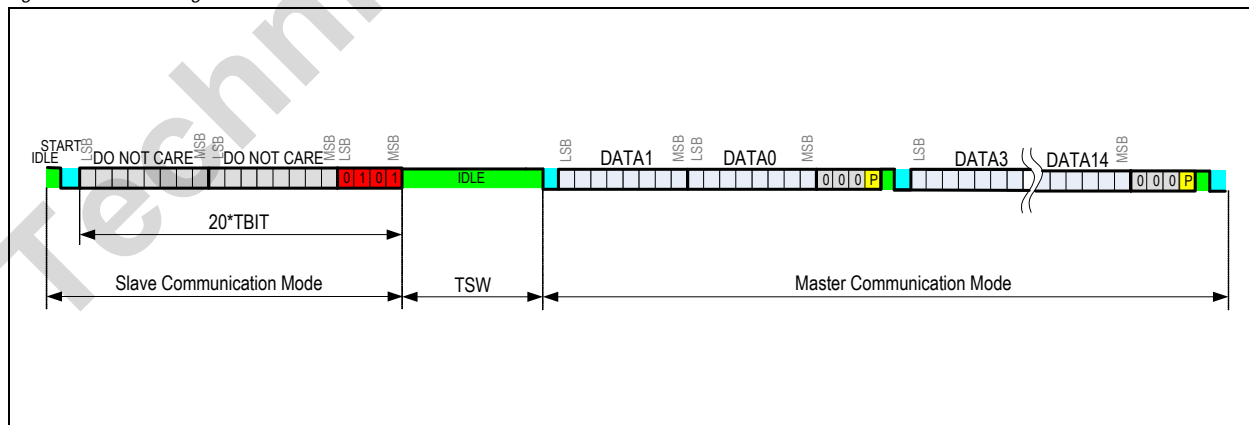 START
IDLE
LSB DO NOT CARE MSB LSB DO NOT CARE MSB LSB MSB
0 1 0 1
IDLE
LSB DATA1 MSB LSB DATA0 MSB
0 0 0 P
LSB DATA3 DATA14 MSB
0 0 0 P
20*TBIT
Slave Communication Mode TSW Master Communication Mode
Techn